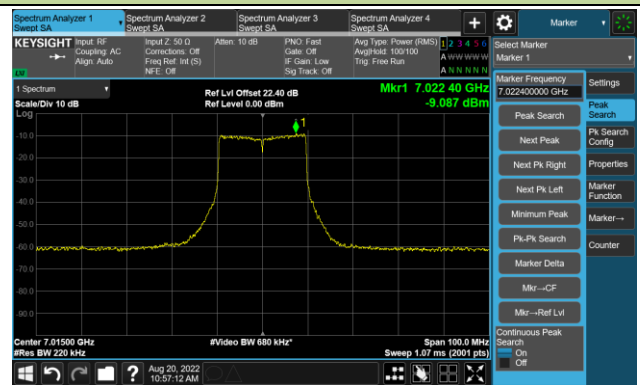 Spectrum Analyzer 1
Swept SA
Spectrum Analyzer 2
Swept SA
Spectrum Analyzer 3
Swept SA
Spectrum Analyzer 4
Swept SA
+
Marker
KEYSIGHT
Input: RF
Coupling: AC
Align: Auto
Input Z: 50 Ω
Corrections: Off
Freq Ref: Int (S)
NFE: Off
Atten: 10 dB
PNO: Fast
Gate: Off
IF Gain: Low
Sig Track: Off
Avg Type: Power (RMS)
Avg|Hold: 100/100
Trig: Free Run
1 2 3 4 5 6
A W W W W W
A N N N N N
Select Marker
Marker 1
LXI
1 Spectrum
Scale/Div 10 dB
Log
Ref Lvl Offset 22.40 dB
Ref Level 0.00 dBm
Mkr1 7.022 40 GHz
-9.087 dBm
1
-10.0
-20.0
-30.0
-40.0
-50.0
-60.0
-70.0
-80.0
-90.0
Center 7.01500 GHz
#Res BW 220 kHz
#Video BW 680 kHz*
Span 100.0 MHz
Sweep 1.07 ms (2001 pts)
Marker Frequency
7.022400000 GHz
Peak Search
Next Peak
Next Pk Right
Next Pk Left
Minimum Peak
Pk-Pk Search
Marker Delta
Mkr→CF
Mkr→Ref Lvl
Continuous Peak
Search
On
Off
Settings
Peak
Search
Pk Search
Config
Properties
Marker
Function
Marker→
Counter
?
Aug 20, 2022
10:57:12 AM